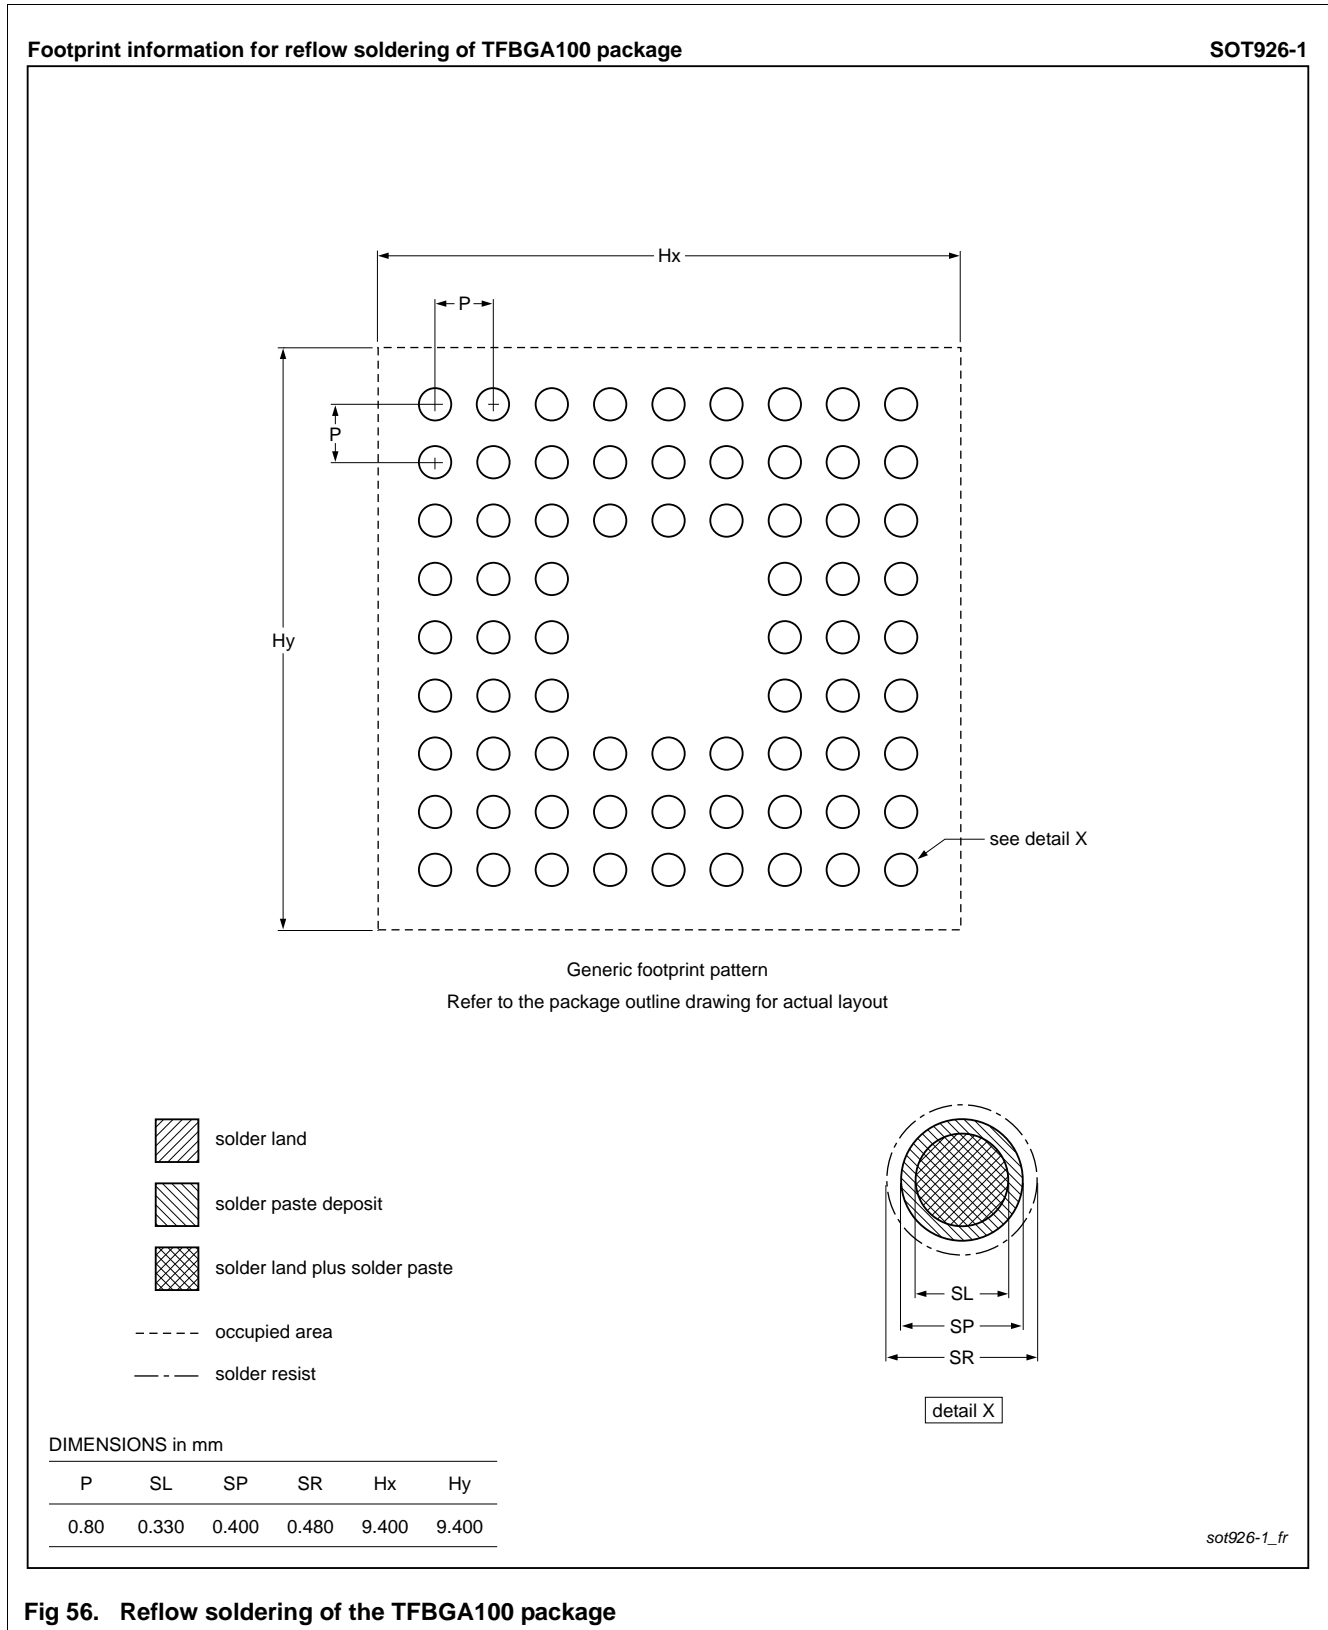 Footprint information for reflow soldering of TFBGA100 package SOT926-1
Hx
P
P
Hy
see detail X
Generic footprint pattern
Refer to the package outline drawing for actual layout
solder land
solder paste deposit
solder land plus solder paste
occupied area
solder resist
SL
SP
SR
detail X
DIMENSIONS in mm
P SL SP SR Hx Hy
0.80 0.330 0.400 0.480 9.400 9.400
sot926-1_fr
Fig 56. Reflow soldering of the TFBGA100 package